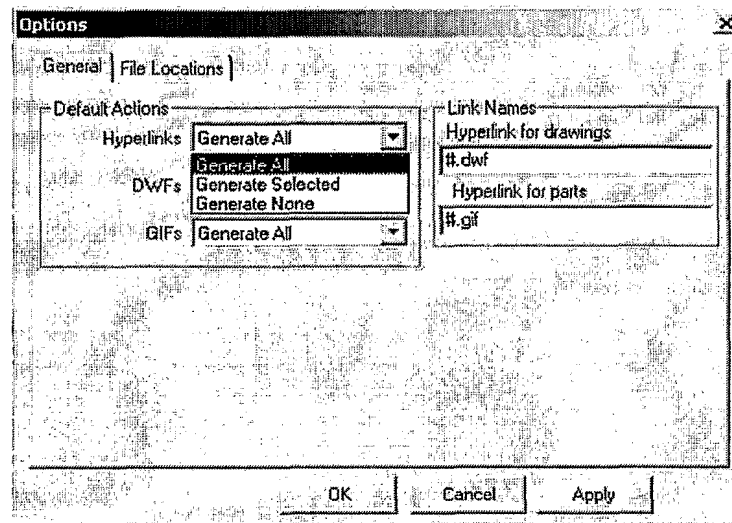 Options
General File Locations
Default Actions
Hyperlinks Generate All
Generate All
DWFs Generate Selected
Generate None
GIFs Generate All
Link Names
Hyperlink for drawings
#.dwf
Hyperlink for parts
#.gif
OK Cancel Apply